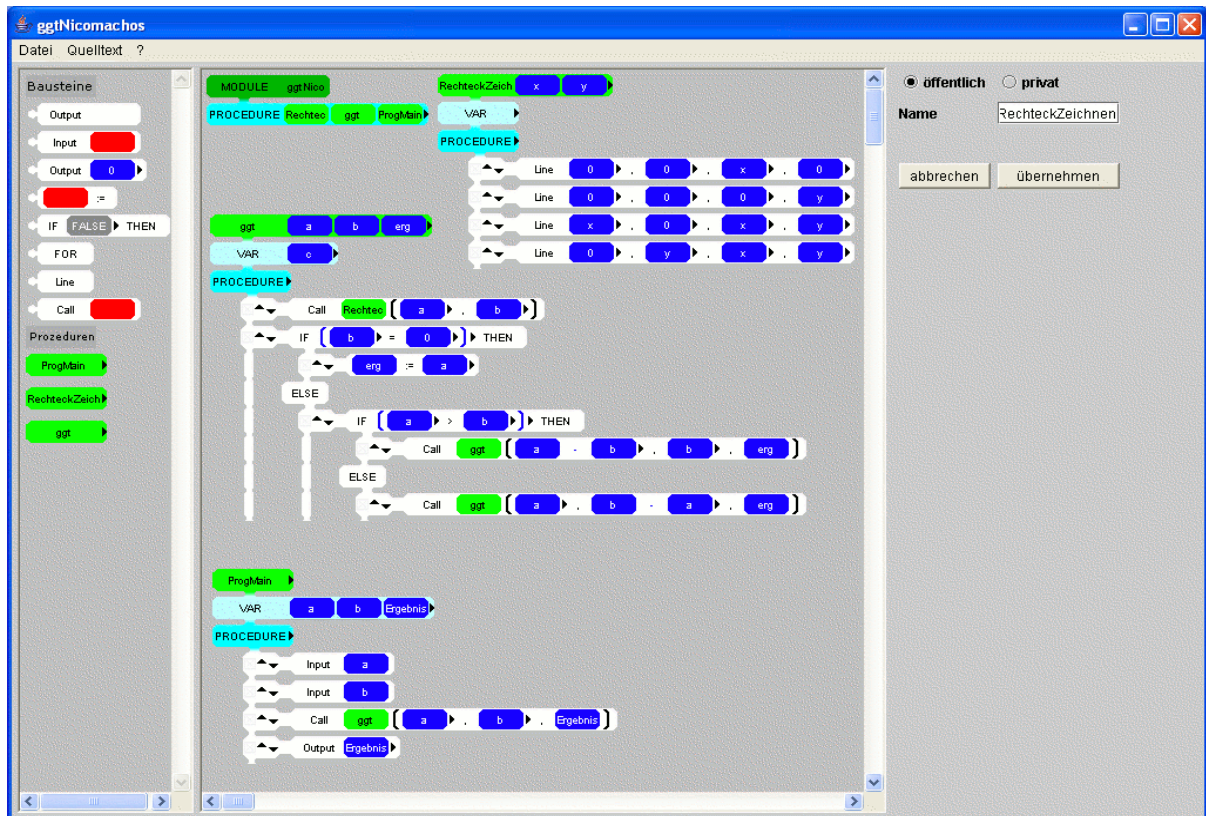 ggtNicomachos
Datei Quelltext ?
Bausteine
Output
Input
Output 0
:=
IF FALSE THEN
FOR
Line
Call
Prozeduren
ProgMain
RechteckZeich
ggt
MODULE ggtNico
PROCEDURE Rechtec ggt ProgMain
RechteckZeich x y
VAR
PROCEDURE
Line 0 , 0 , x , 0
Line 0 , 0 , 0 , y
Line x , 0 , x , y
Line 0 , y , x , y
ggt a b erg
VAR c
PROCEDURE
Call Rechtec ( a , b )
IF ( b = 0 ) THEN
erg := a
ELSE
IF ( a > b ) THEN
Call ggt ( a - b , b , erg )
ELSE
Call ggt ( a , b - a , erg )
ProgMain
VAR a b Ergebnis
PROCEDURE
Input a
Input b
Call ggt ( a , b , Ergebnis )
Output Ergebnis
öffentlich privat
Name RechteckZeichnen
abbrechen übernehmen